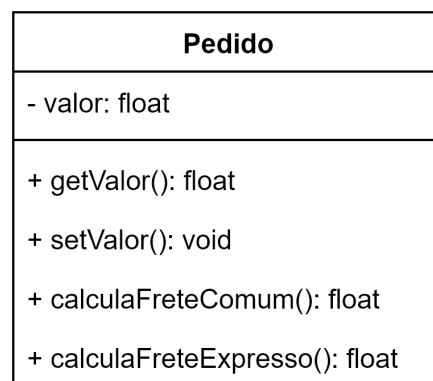 Pedido
- valor: float
+ getValor(): float
+ setValor(): void
+ calculaFreteComum(): float
+ calculaFreteExpresso(): float